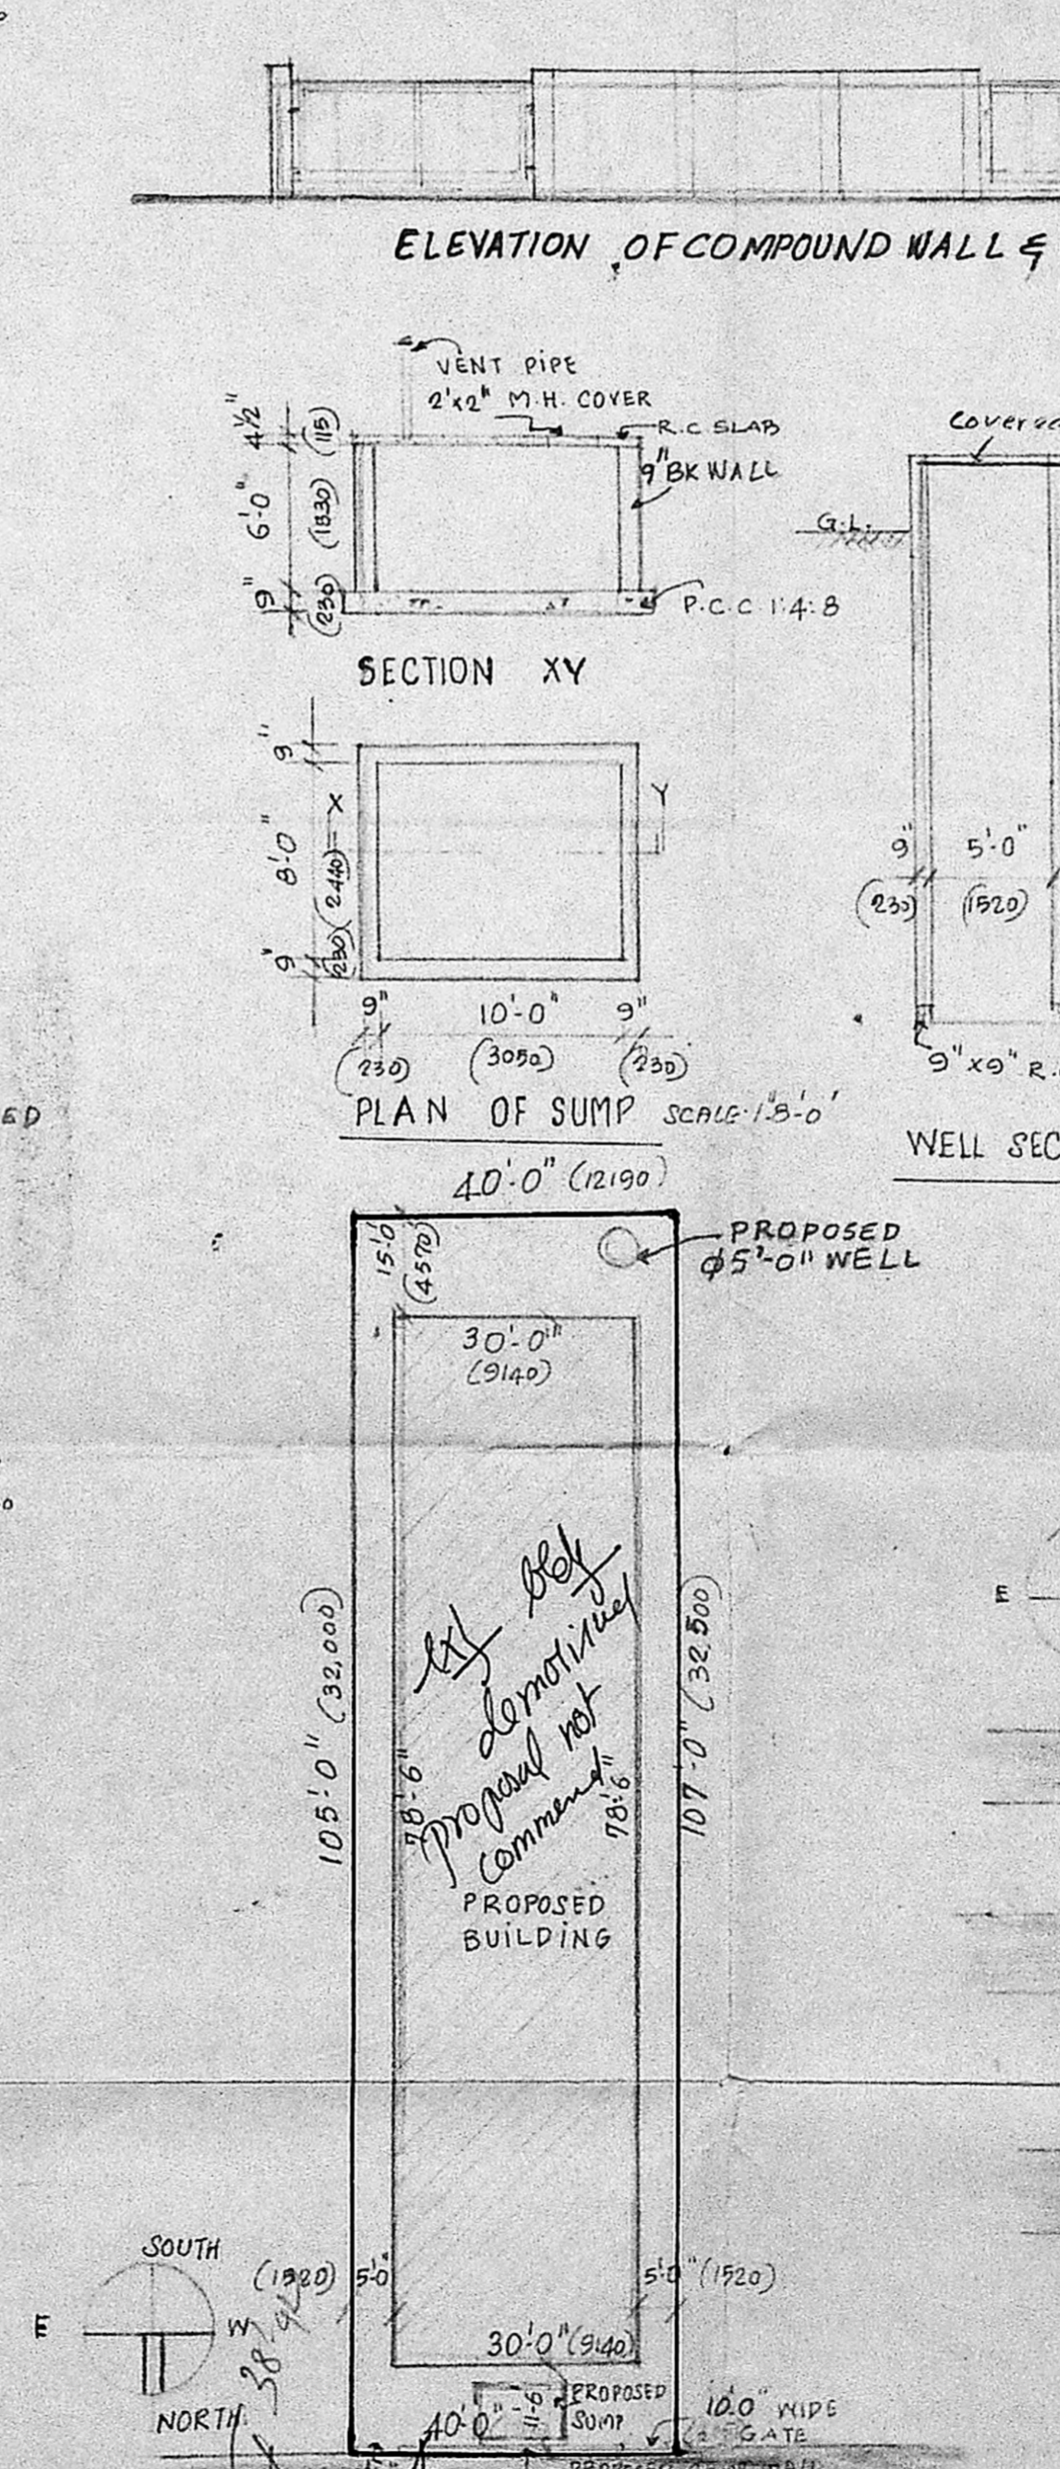 ELEVATION OF COMPOUND WALL &
VENT PIPE
2'x2" M.H. COVER
R.C SLAB
9" BK WALL
4½" (115)
6'-0" (1830)
9" (230)
P.C.C 1:4:8
SECTION XY
Covered
G.L.
9"
8'-0" (2440)
9" (230)
X
Y
9" 10'-0" 9"
(230) (3050) (230)
PLAN OF SUMP SCALE-1"8'-0"
9" 5'-0"
(230) (1520)
9"x9" R.
WELL SEC
ED
40'-0" (12190)
15'-0"
(4570)
PROPOSED
φ5'-0" WELL
30'-0"
(9140)
105'-0" (32,000)
107'-0" (32,500)
78'-6"
78'-6"
Bldg
demolished
proposal not
commend
PROPOSED
BUILDING
E
SOUTH
E W
NORTH
(1520) 5'-0"
5'-0" (1520)
30'-0" (9140)
40'-0" 11'-6
PROPOSED
SUMP
10'.0" WIDE
GATE